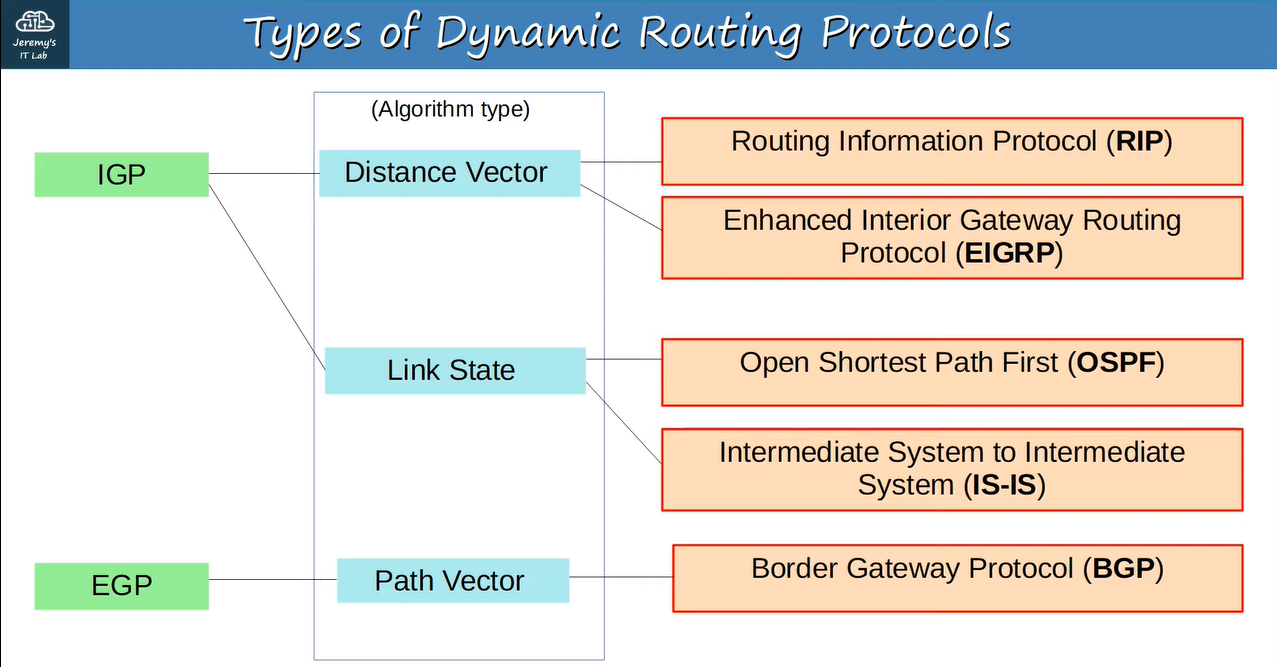 Jeremy's
IT Lab
Types of Dynamic Routing Protocols
(Algorithm type)
IGP
Distance Vector
Routing Information Protocol (RIP)
Enhanced Interior Gateway Routing
Protocol (EIGRP)
Link State
Open Shortest Path First (OSPF)
Intermediate System to Intermediate
System (IS-IS)
EGP
Path Vector
Border Gateway Protocol (BGP)